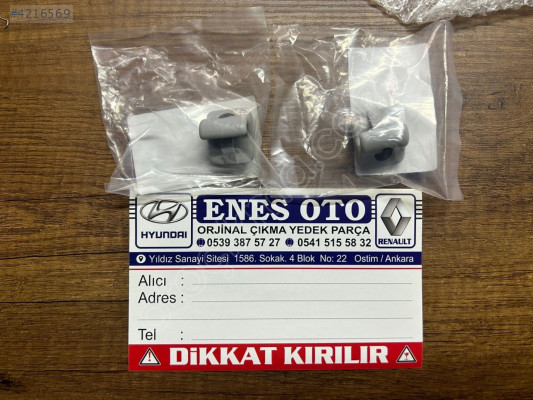 #4216569
ENES OTO
HYUNDAI
ORJİNAL ÇIKMA YEDEK PARÇA
0539 387 57 27 0541 515 58 32
RENAULT
Yıldız Sanayi Sitesi 1586. Sokak. 4 Blok No: 22 Ostim / Ankara
Alıcı :
Adres :
Tel :
DİKKAT KIRILIR